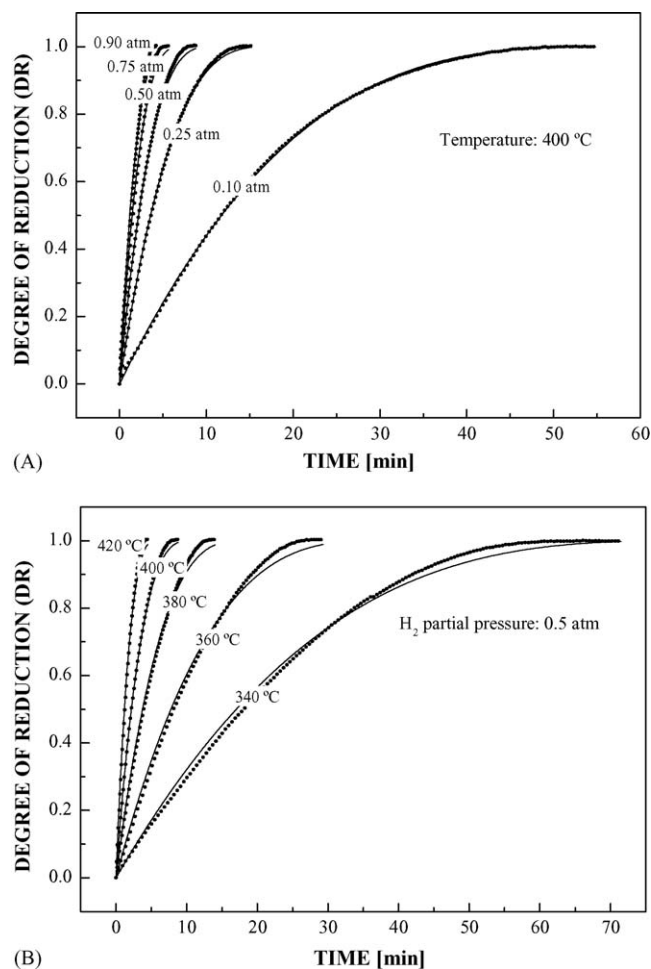 DEGREE OF REDUCTION (DR)
1.0
0.8
0.6
0.4
0.2
0.0
0.90 atm
0.75 atm
0.50 atm
0.25 atm
0.10 atm
Temperature: 400 ºC
0 10 20 30 40 50 60
(A)
TIME [min]
DEGREE OF REDUCTION (DR)
1.0
0.8
0.6
0.4
0.2
0.0
420 ºC
400 ºC
380 ºC
360 ºC
340 ºC
H₂ partial pressure: 0.5 atm
0 10 20 30 40 50 60 70
(B)
TIME [min]